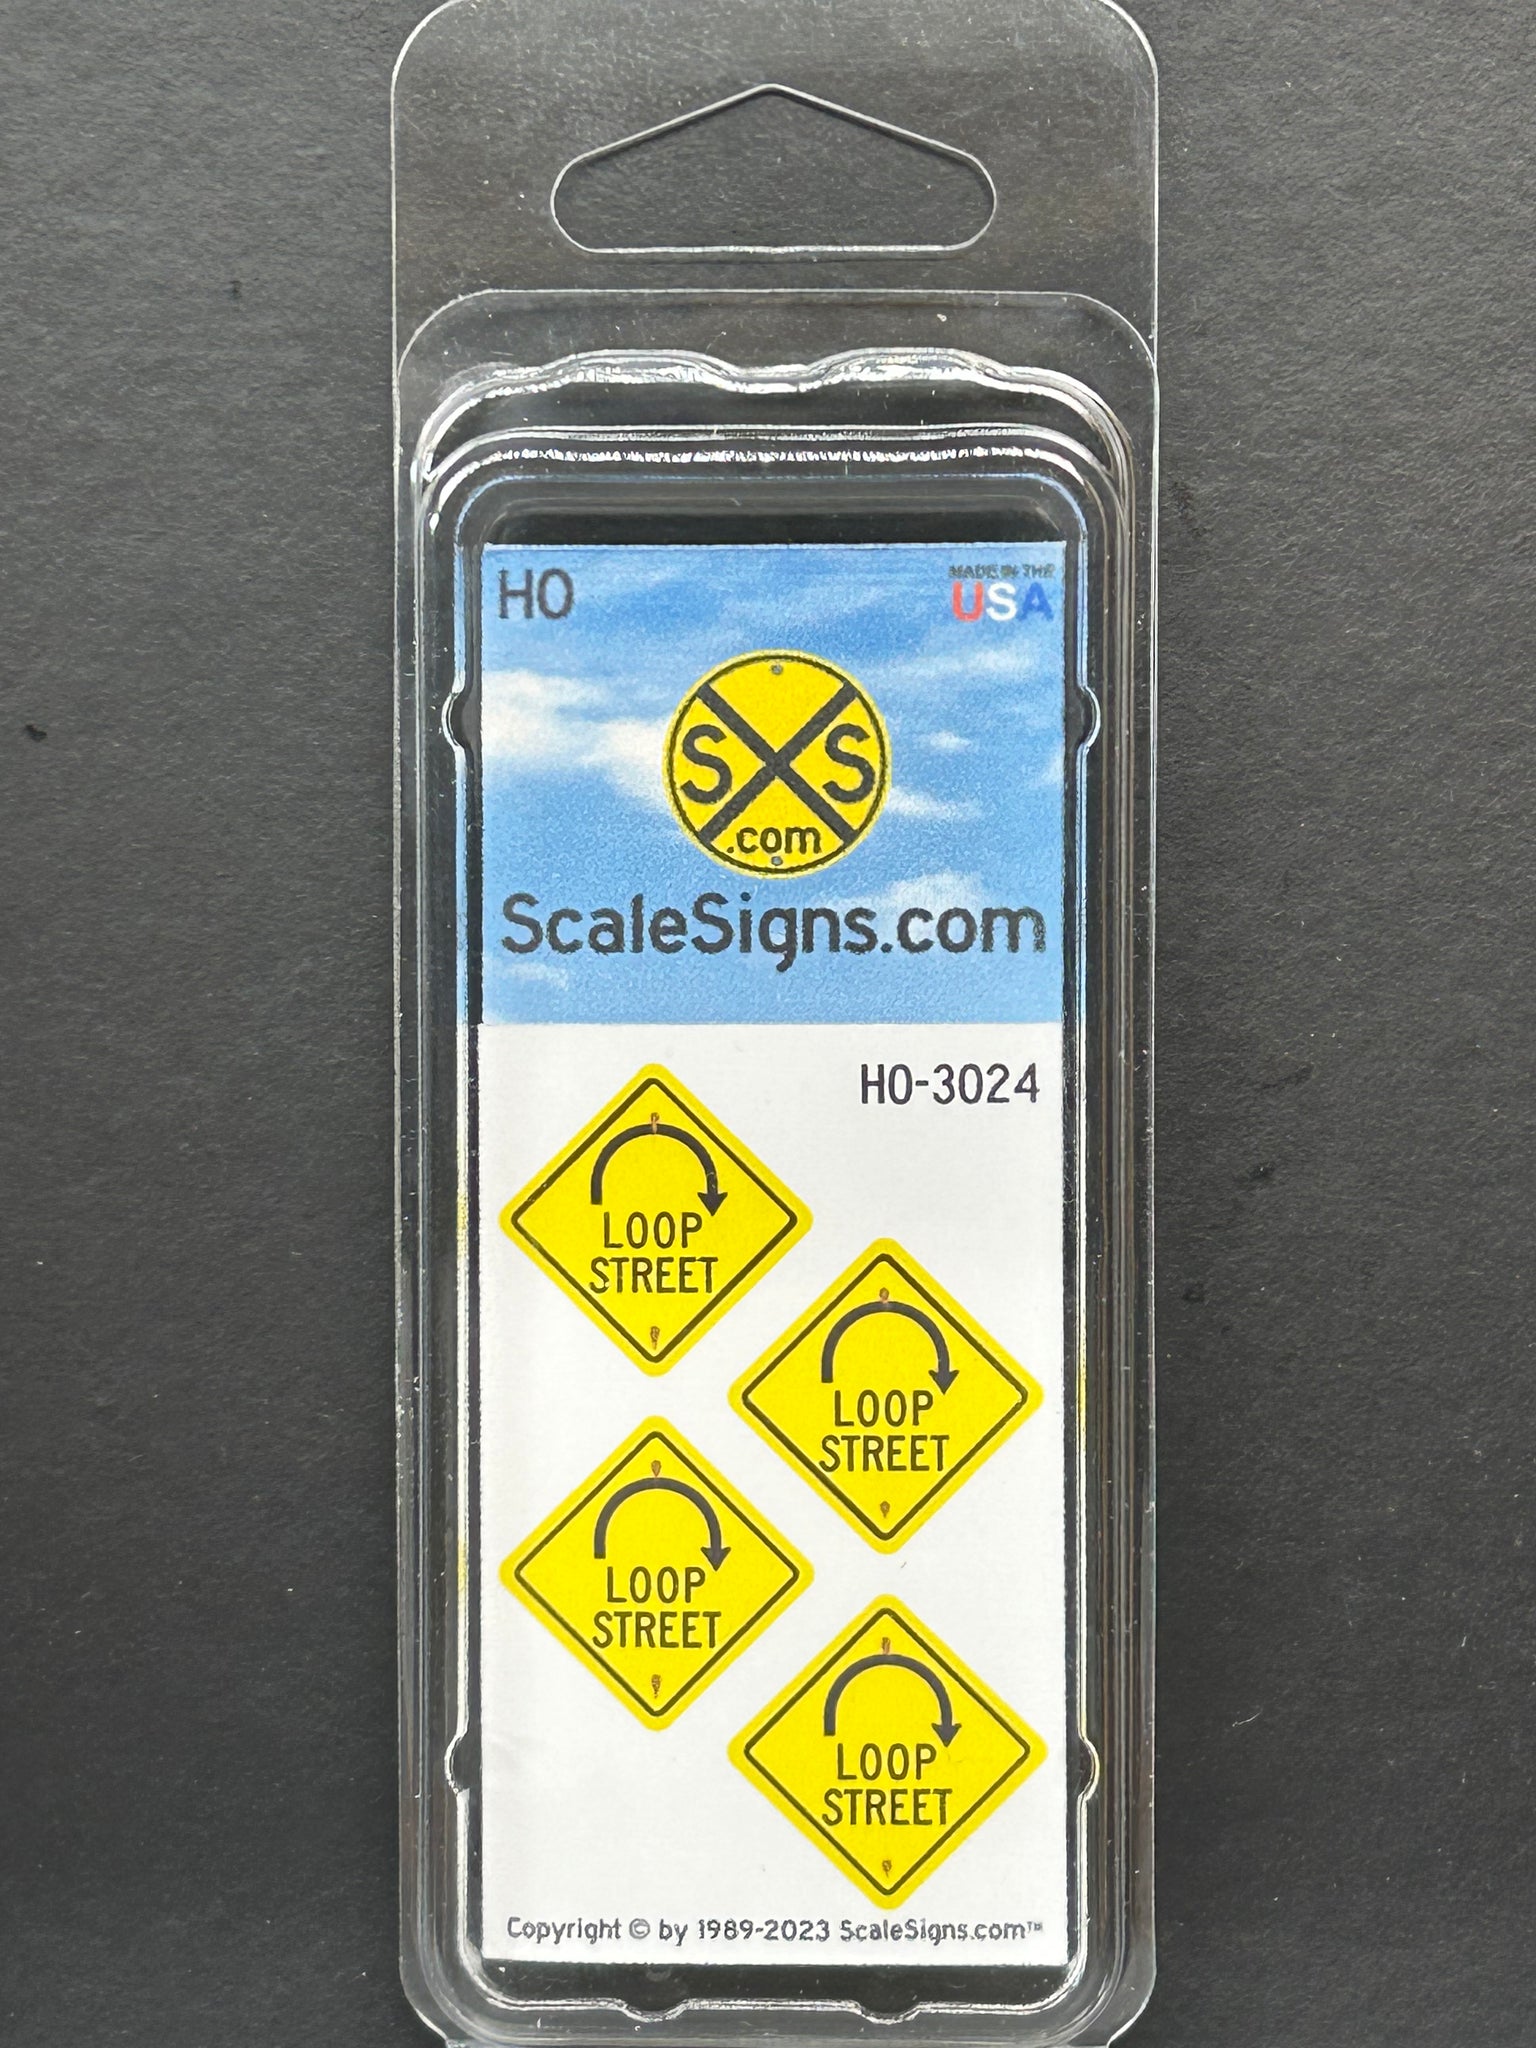 HO
MADE IN THE
USA
S S
.com
ScaleSigns.com
HO-3024
LOOP
STREET
LOOP
STREET
LOOP
STREET
LOOP
STREET
Copyright © by 1989-2023 ScaleSigns.com™